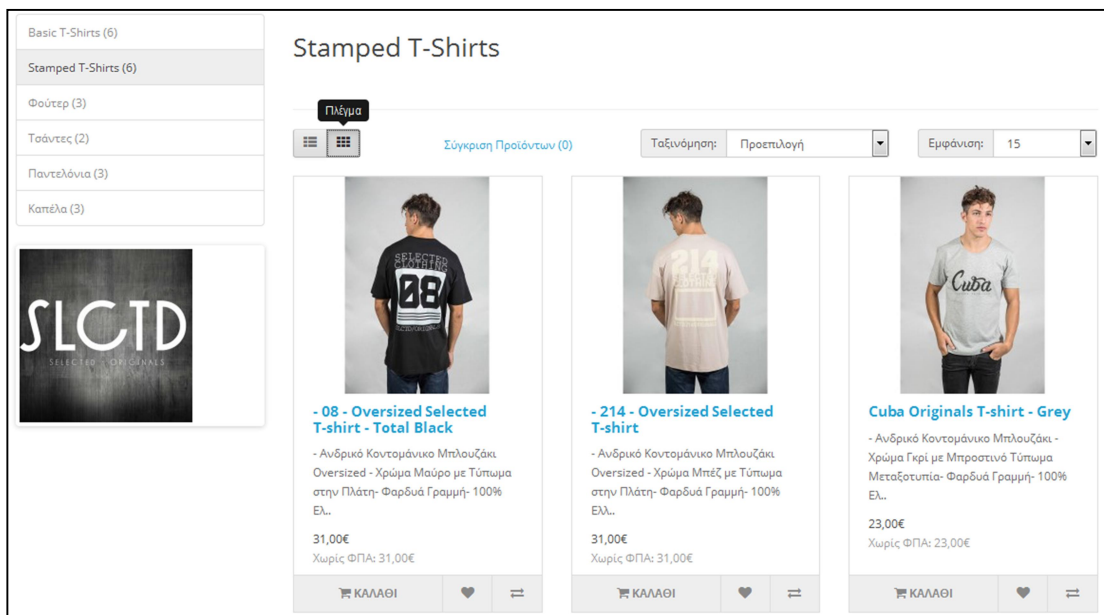 Basic T-Shirts (6)
Stamped T-Shirts (6)
Φούτερ (3)
Τσάντες (2)
Παντελόνια (3)
Καπέλα (3)
SLCTD
SELECTED - ORIGINALS
Stamped T-Shirts
Πλέγμα
Σύγκριση Προϊόντων (0)
Ταξινόμηση: Προεπιλογή
Εμφάνιση: 15
SELECTED
CLOTHING
08
- 08 - Oversized Selected
T-shirt - Total Black
- Ανδρικό Κοντομάνικο Μπλουζάκι
Oversized - Χρώμα Μαύρο με Τύπωμα
στην Πλάτη- Φαρδυά Γραμμή- 100%
Ελ..
31,00€
Χωρίς ΦΠΑ: 31,00€
ΚΑΛΑΘΙ
214
SELECTED
CLOTHING
- 214 - Oversized Selected
T-shirt
- Ανδρικό Κοντομάνικο Μπλουζάκι
Oversized - Χρώμα Μπέζ με Τύπωμα
στην Πλάτη- Φαρδυά Γραμμή- 100%
Ελλ..
31,00€
Χωρίς ΦΠΑ: 31,00€
ΚΑΛΑΘΙ
Cuba
Cuba Originals T-shirt - Grey
- Ανδρικό Κοντομάνικο Μπλουζάκι -
Χρώμα Γκρί με Μπροστινό Τύπωμα
Μεταξοτυπία- Φαρδυά Γραμμή- 100%
Ελ..
23,00€
Χωρίς ΦΠΑ: 23,00€
ΚΑΛΑΘΙ